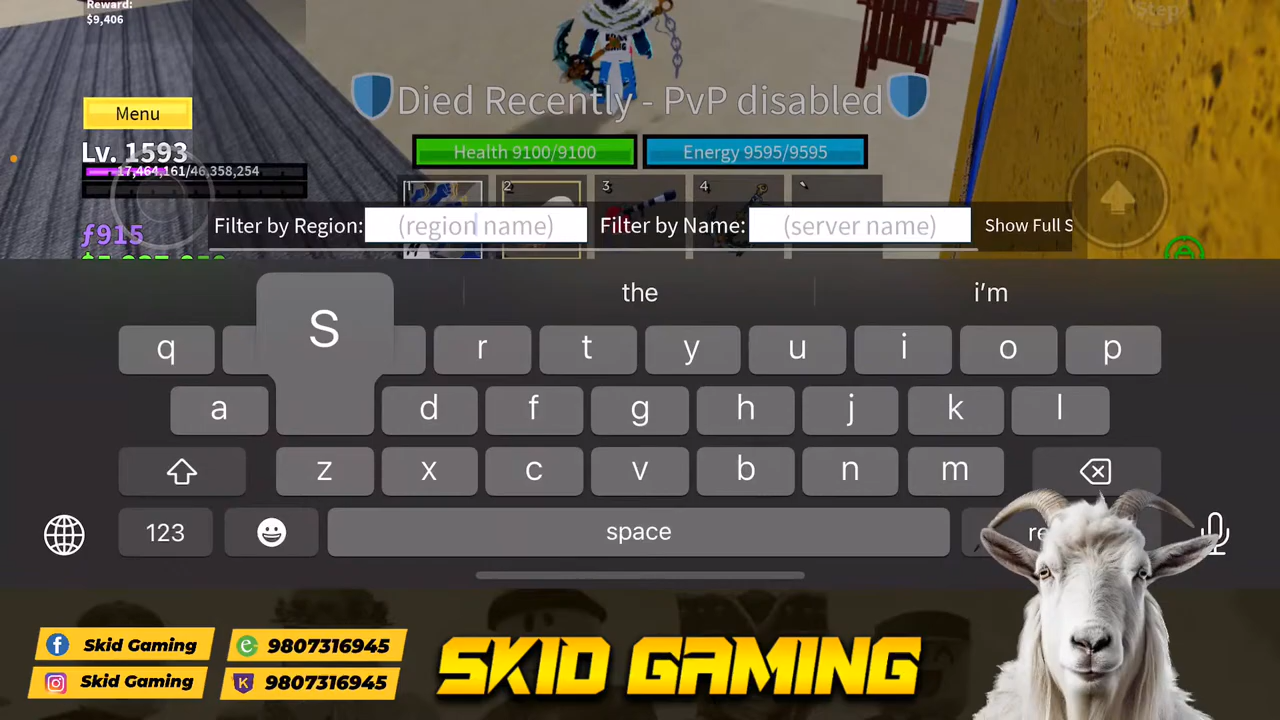 Reward:
$9,406
Step
Died Recently - PvP disabled
Menu
Lv. 1593
Health 9100/9100
Energy 9595/9595
17,464,161/46,358,254
1
2
3
4
Filter by Region: (region name) Filter by Name: (server name) Show Full S
ƒ915
the
i'm
S
q
r
t
y
u
i
o
p
a
d
f
g
h
j
k
l
z
x
c
v
b
n
m
123
space
re
Skid Gaming
9807316945
Skid Gaming
9807316945
SKID GAMING